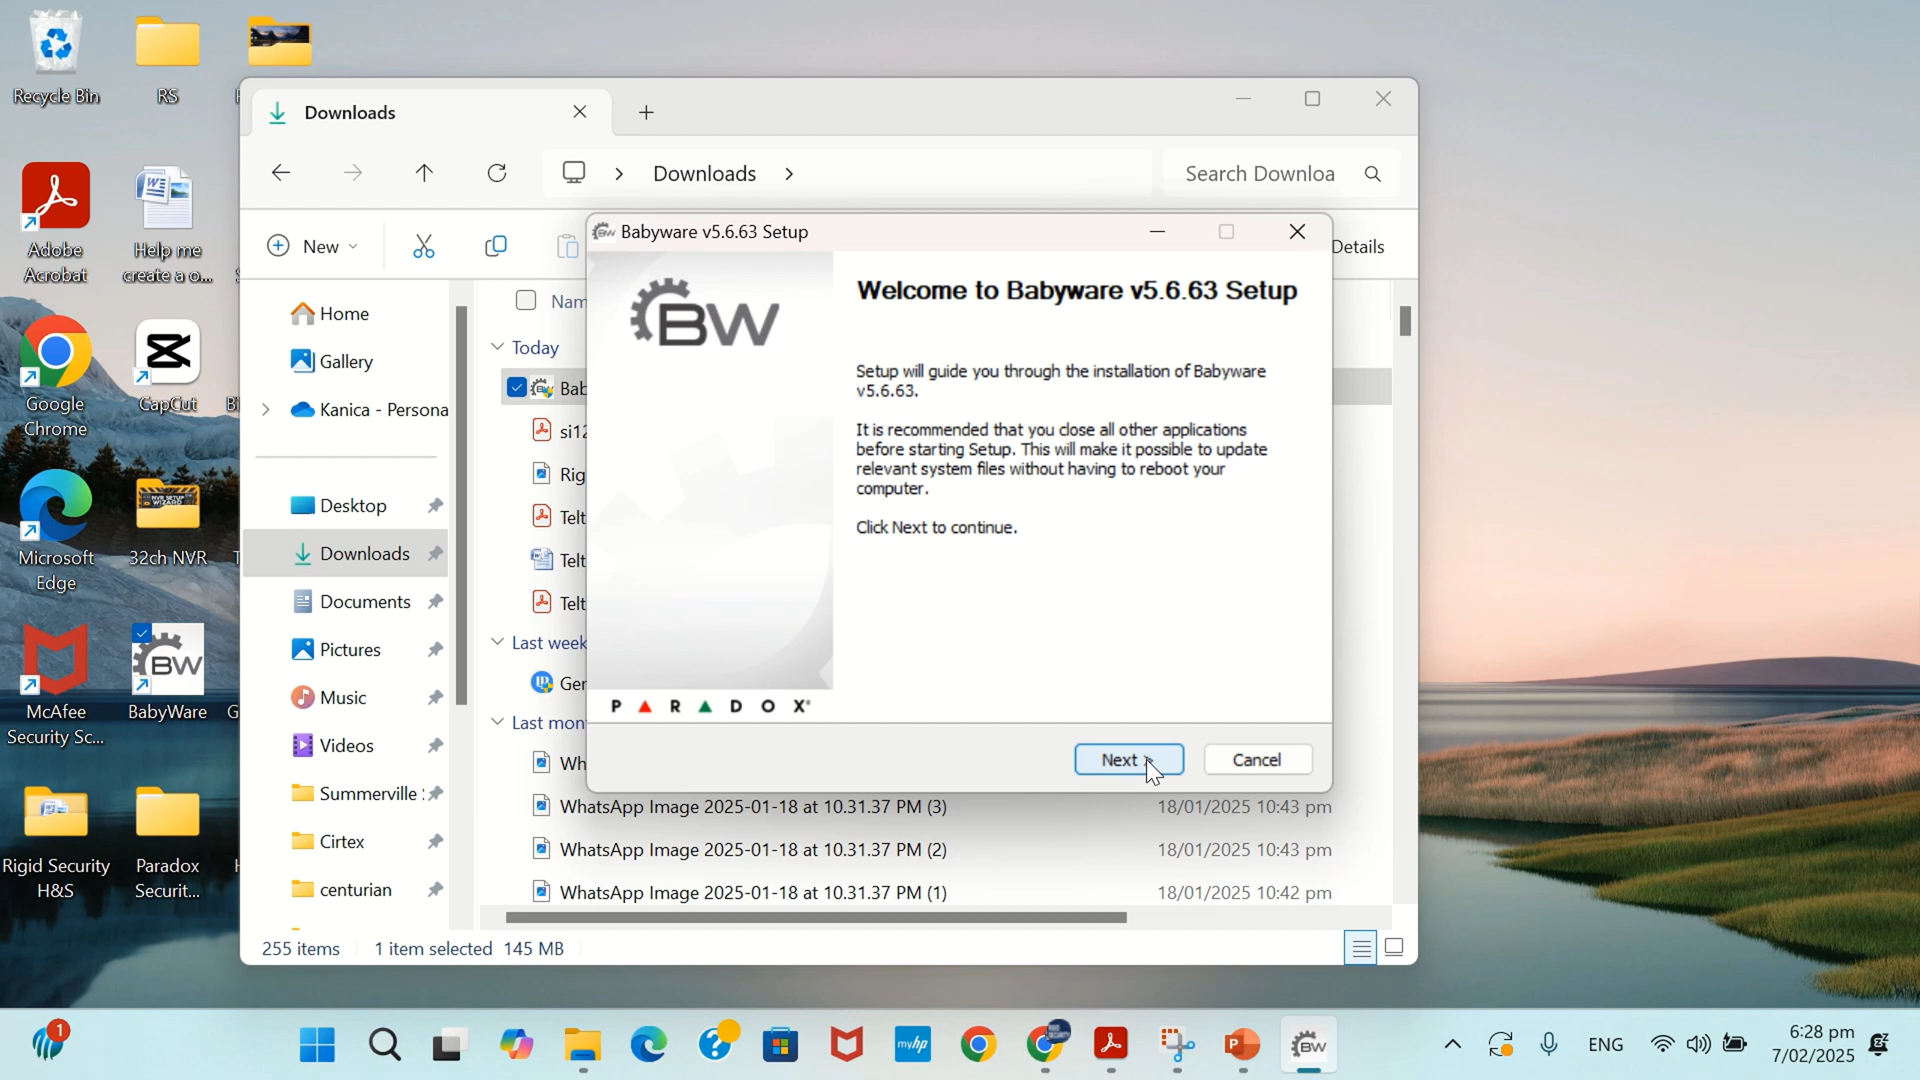 Recycle Bin
RS
Adobe
Acrobat
Help me
create a o...
Google
Chrome
CapCut
Microsoft
Edge
NVR SETUP
WIZARD
32ch NVR
McAfee
Security Sc...
BW
BabyWare
Rigid Security
H&S
Paradox
Securit...
Downloads
Downloads
Search Downloa
New
Details
Home
Gallery
Kanica - Persona
Desktop
Downloads
Documents
Pictures
Music
Videos
Summerville
Cirtex
centurian
Nam
Today
Bab
si12
Rig
Telt
Telt
Telt
Last week
Ger
Last mon
Wh
WhatsApp Image 2025-01-18 at 10.31.37 PM (3) 18/01/2025 10:43 pm
WhatsApp Image 2025-01-18 at 10.31.37 PM (2) 18/01/2025 10:43 pm
WhatsApp Image 2025-01-18 at 10.31.37 PM (1) 18/01/2025 10:42 pm
255 items 1 item selected 145 MB
Babyware v5.6.63 Setup
BW
Welcome to Babyware v5.6.63 Setup
Setup will guide you through the installation of Babyware
v5.6.63.
It is recommended that you close all other applications
before starting Setup. This will make it possible to update
relevant system files without having to reboot your
computer.
Click Next to continue.
PARADOX
Next >
Cancel
1
myhp
BW
ENG
6:28 pm
7/02/2025